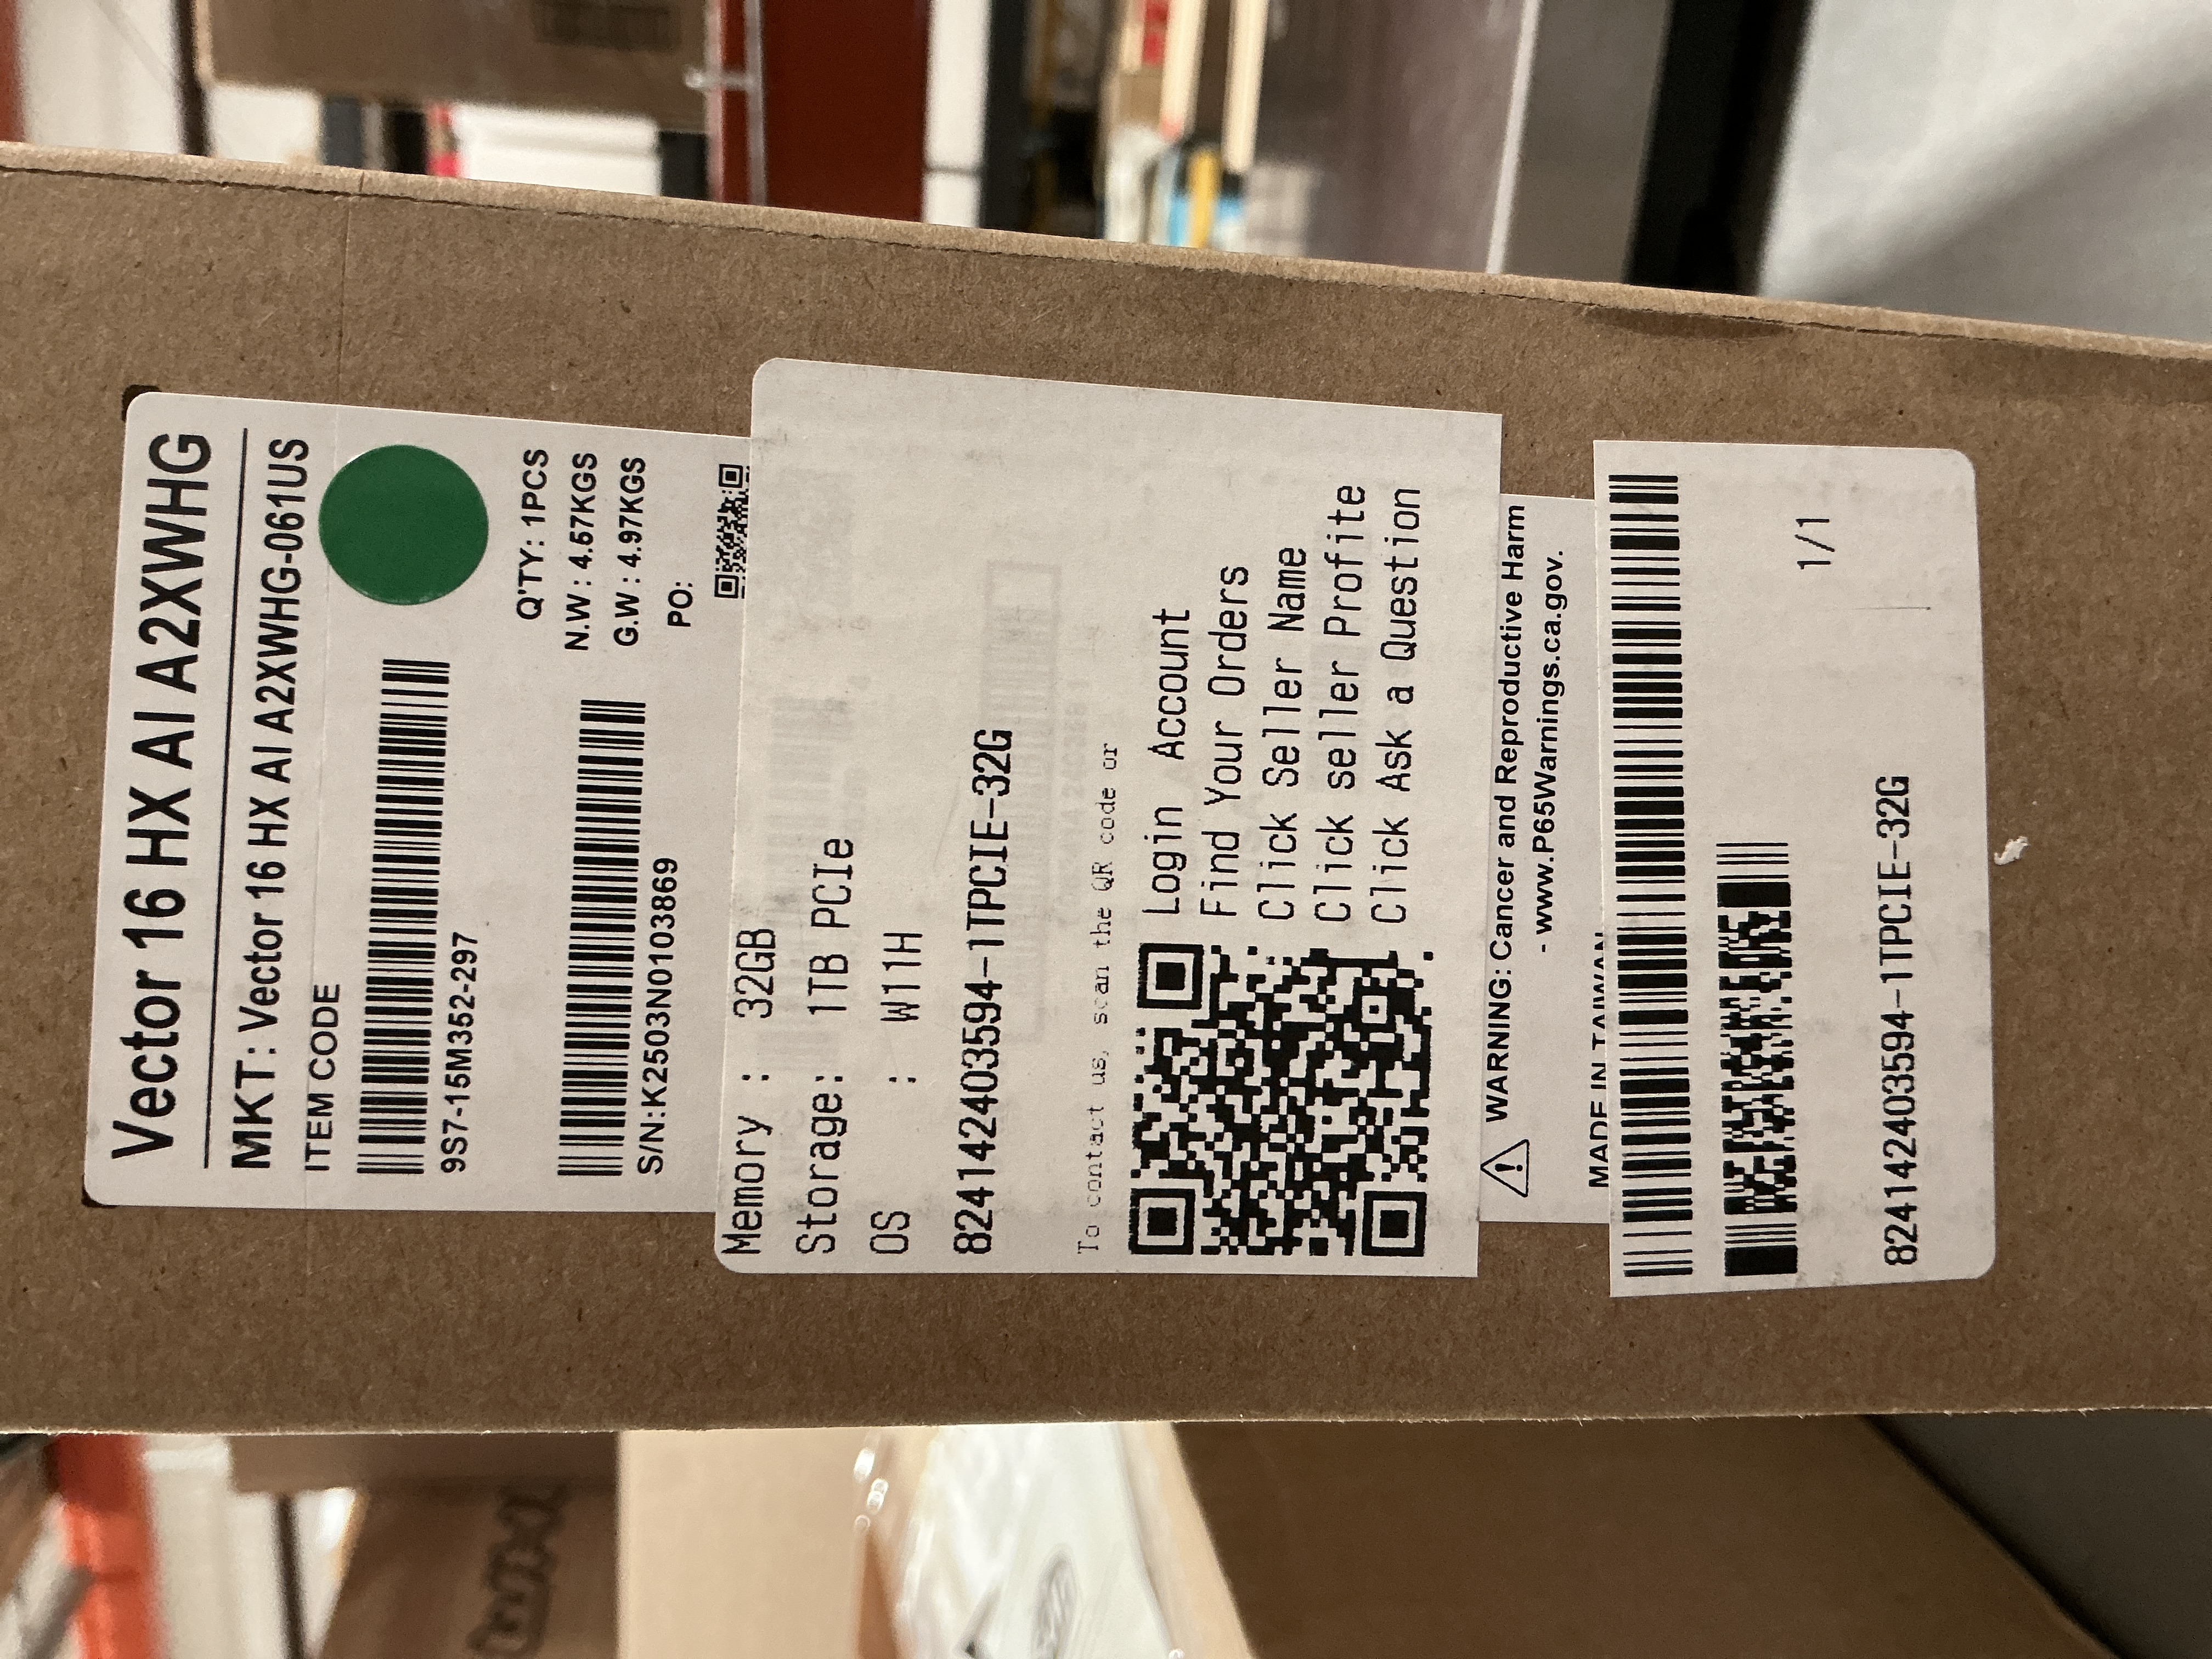 Vector 16 HX AI A2XWHG
MKT: Vector 16 HX AI A2XWHG-061US
ITEM CODE
9S7-15M352-297
Q'TY: 1PCS
N.W : 4.57KGS
G.W : 4.97KGS
S/N:K2503N0103869
PO:
Memory : 32GB
Storage: 1TB PCIe
OS : W11H
824142403594-1TPCIE-32G
To contact us, scan the QR code or
Login Account
Find Your Orders
Click Seller Name
Click seller Profite
Click Ask a Question
WARNING: Cancer and Reproductive Harm
- www.P65Warnings.ca.gov.
MADE IN TAIWAN
1/1
824142403594-1TPCIE-32G